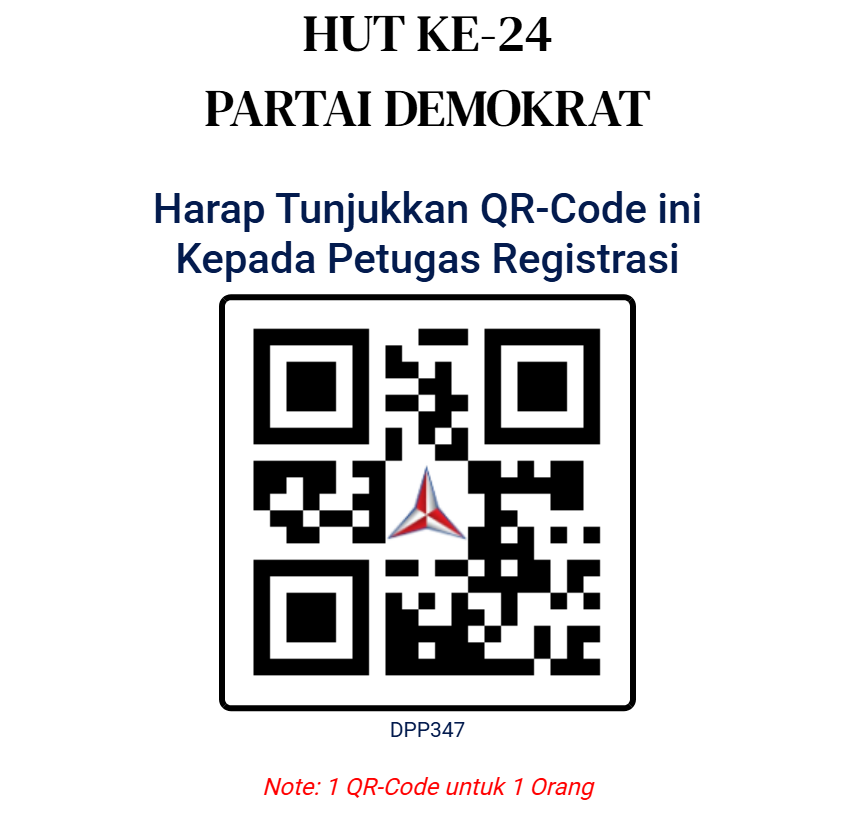 HUT KE-24
PARTAI DEMOKRAT
Harap Tunjukkan QR-Code ini
Kepada Petugas Registrasi
DPP347
Note: 1 QR-Code untuk 1 Orang